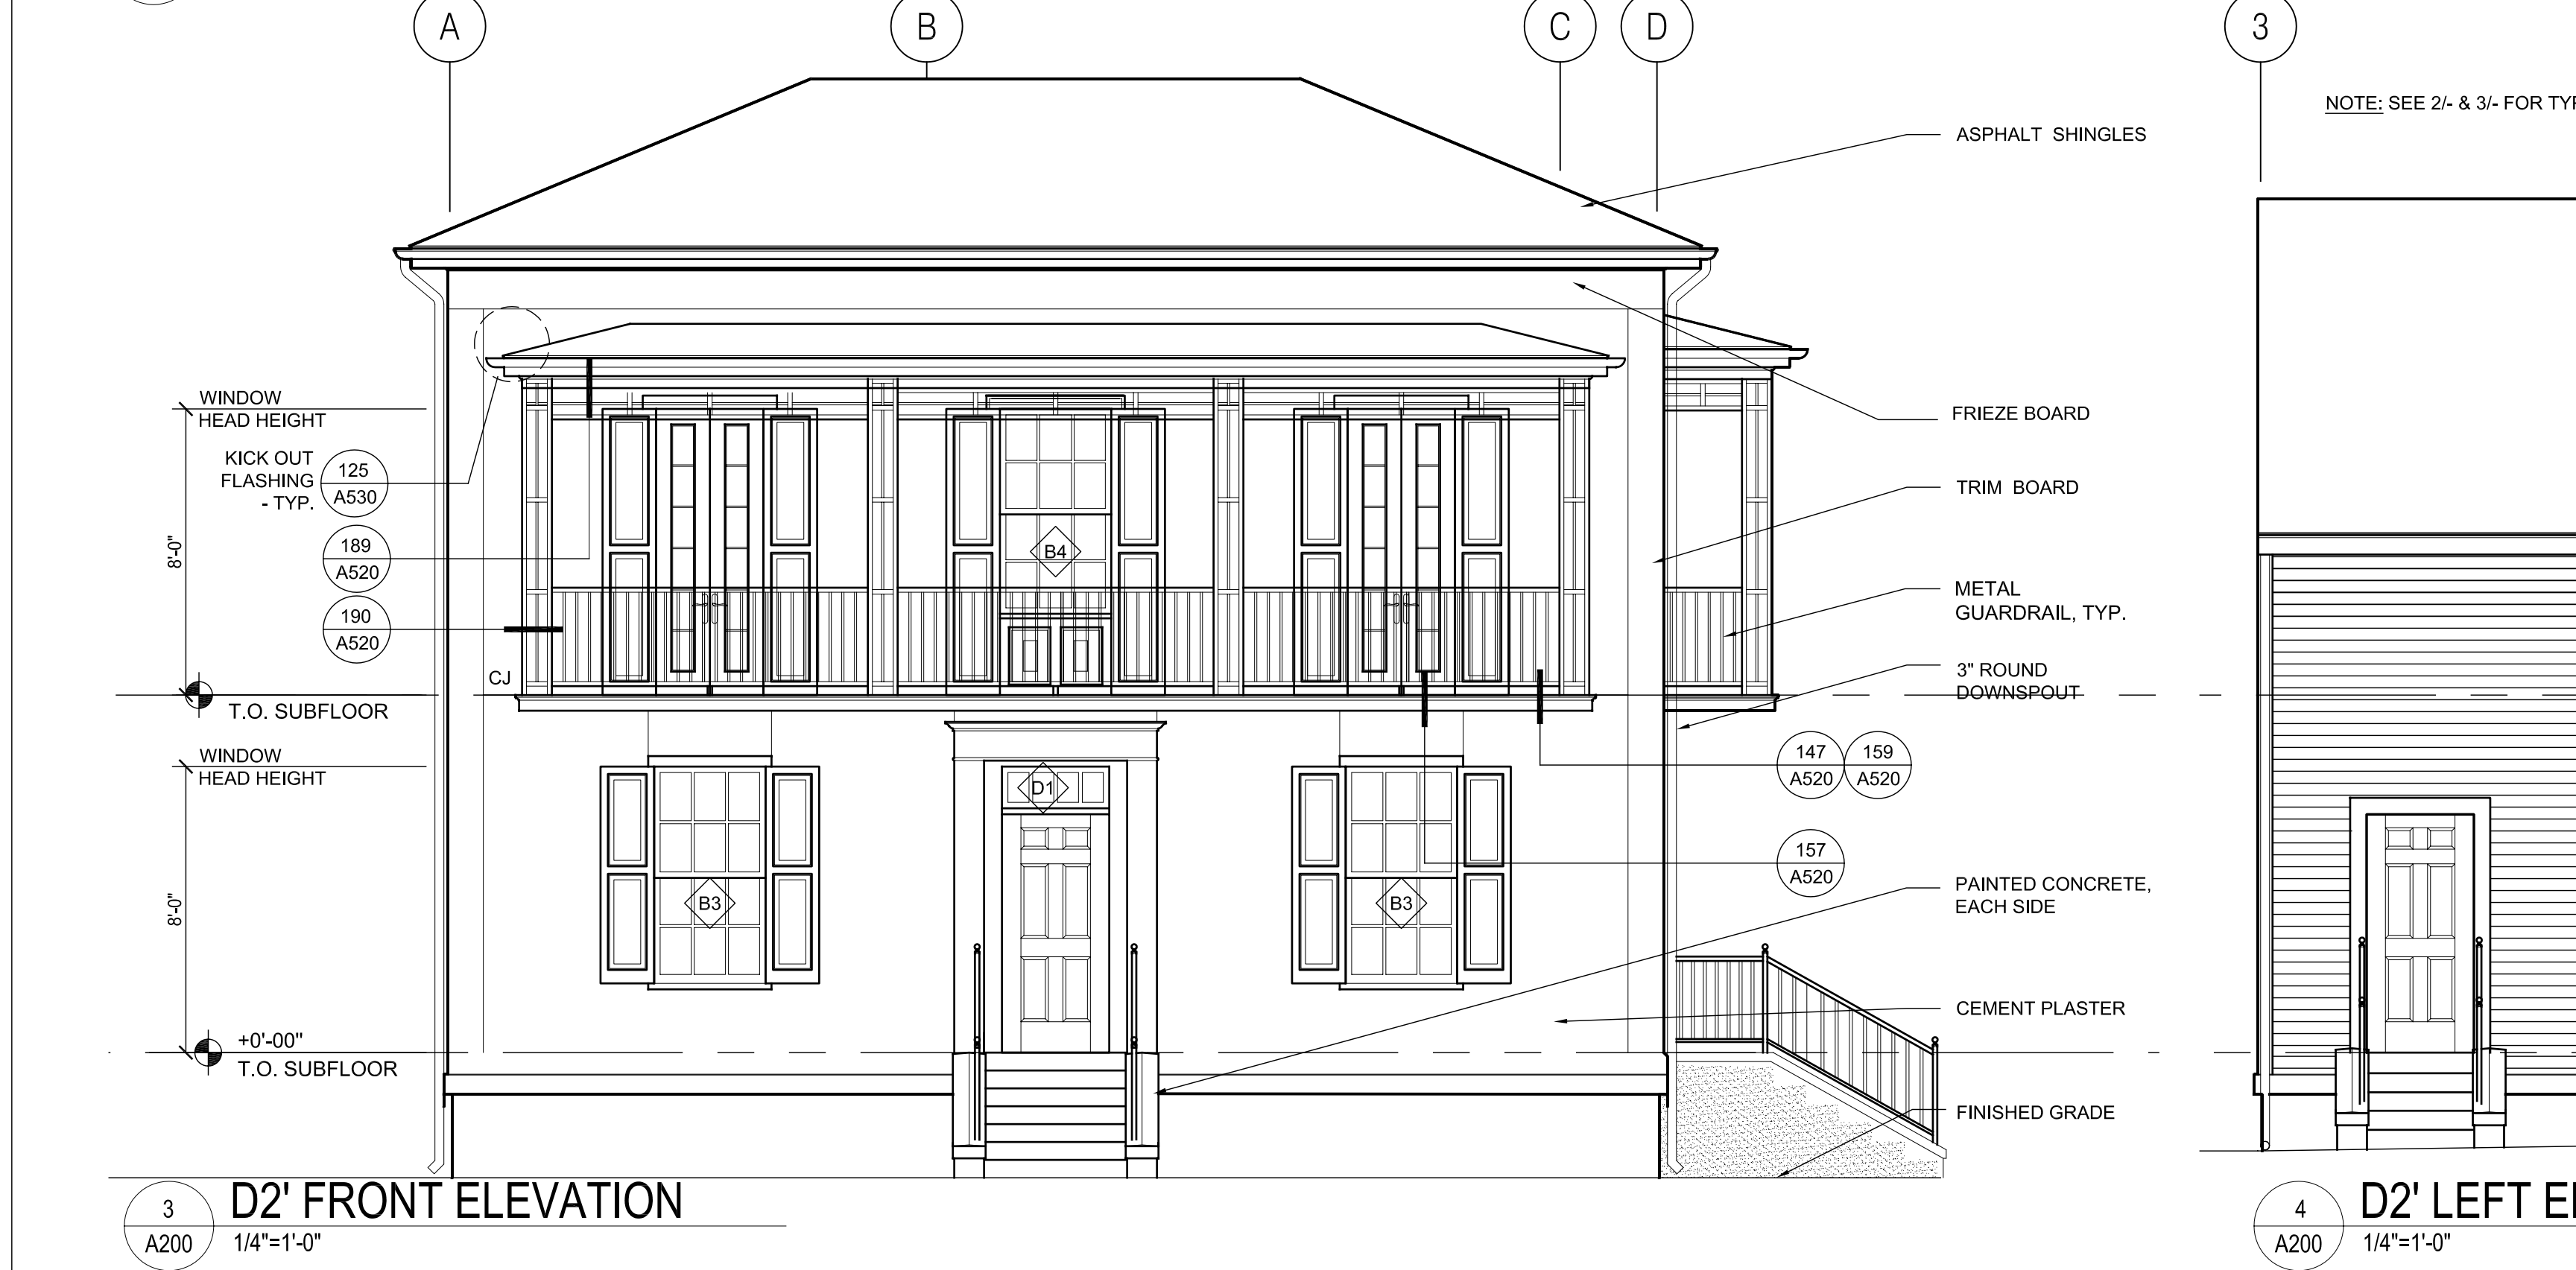 A
B
C
D
3
NOTE: SEE 2/- & 3/- FOR TYP
ASPHALT SHINGLES
FRIEZE BOARD
TRIM BOARD
METAL
GUARDRAIL, TYP.
3" ROUND
DOWNSPOUT
WINDOW
HEAD HEIGHT
KICK OUT
FLASHING
- TYP.
125
A530
189
A520
190
A520
8'-0"
CJ
T.O. SUBFLOOR
WINDOW
HEAD HEIGHT
8'-0"
+0'-00"
T.O. SUBFLOOR
B4
D1
B3
B3
147
A520
159
A520
157
A520
PAINTED CONCRETE,
EACH SIDE
CEMENT PLASTER
FINISHED GRADE
3
A200
D2' FRONT ELEVATION
1/4"=1'-0"
4
A200
D2' LEFT
1/4"=1'-0"